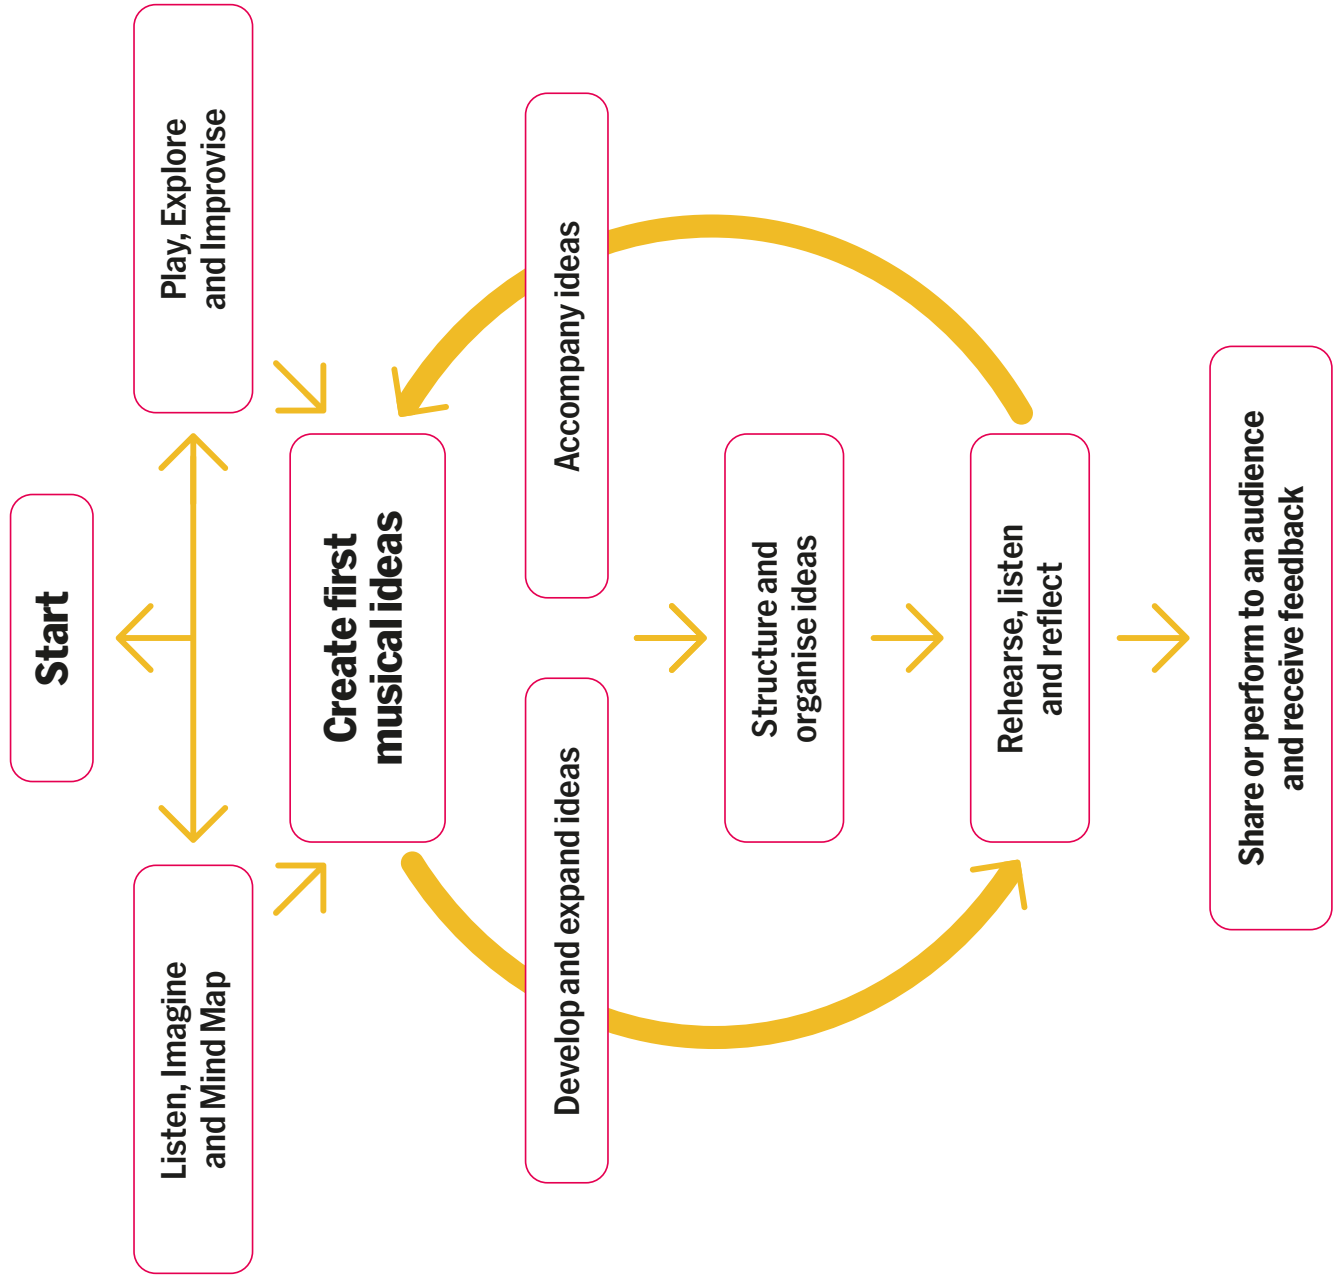 Start
Listen, Imagine
and Mind Map
Play, Explore
and Improvise
Create first
musical ideas
Develop and expand ideas
Accompany ideas
Structure and
organise ideas
Rehearse, listen
and reflect
Share or perform to an audience
and receive feedback